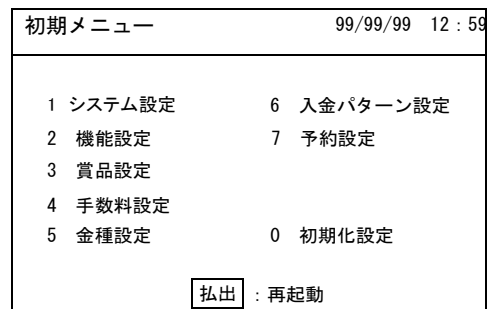 初期メニュー 99/99/99 12：59
1 システム設定 6 入金パターン設定
2 機能設定 7 予約設定
3 賞品設定
4 手数料設定
5 金種設定 0 初期化設定
払出 ：再起動